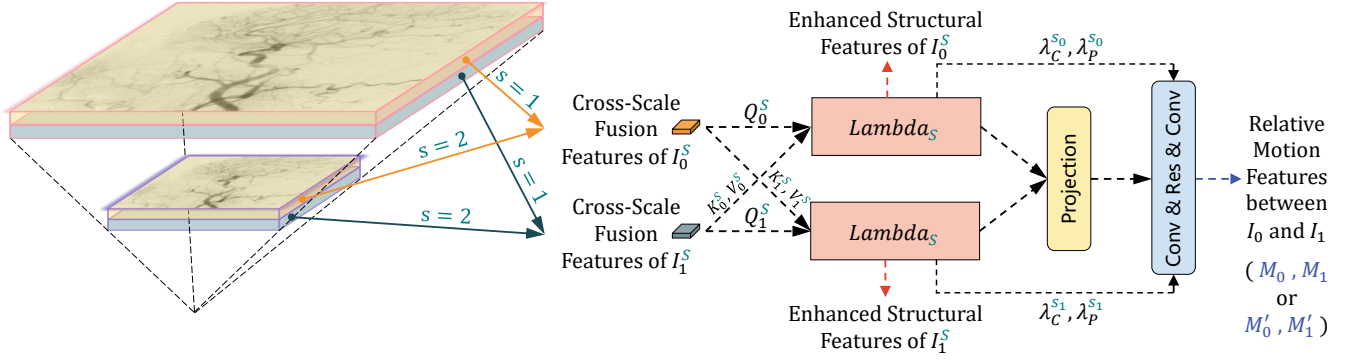 s = 1
s = 2
s = 1
s = 2
Cross-Scale
Fusion
Features of I_0^S
Cross-Scale
Fusion
Features of I_1^S
Q_0^S
K_0^S, V_0^S
K_1^S, V_1^S
Q_1^S
Enhanced Structural
Features of I_0^S
Lambda_S
Lambda_S
Enhanced Structural
Features of I_1^S
λ_C^{s_0}, λ_P^{s_0}
λ_C^{s_1}, λ_P^{s_1}
Projection
Conv & Res & Conv
Relative
Motion
Features
between
I_0 and I_1
( M_0 , M_1
or
M_0′ , M_1′ )